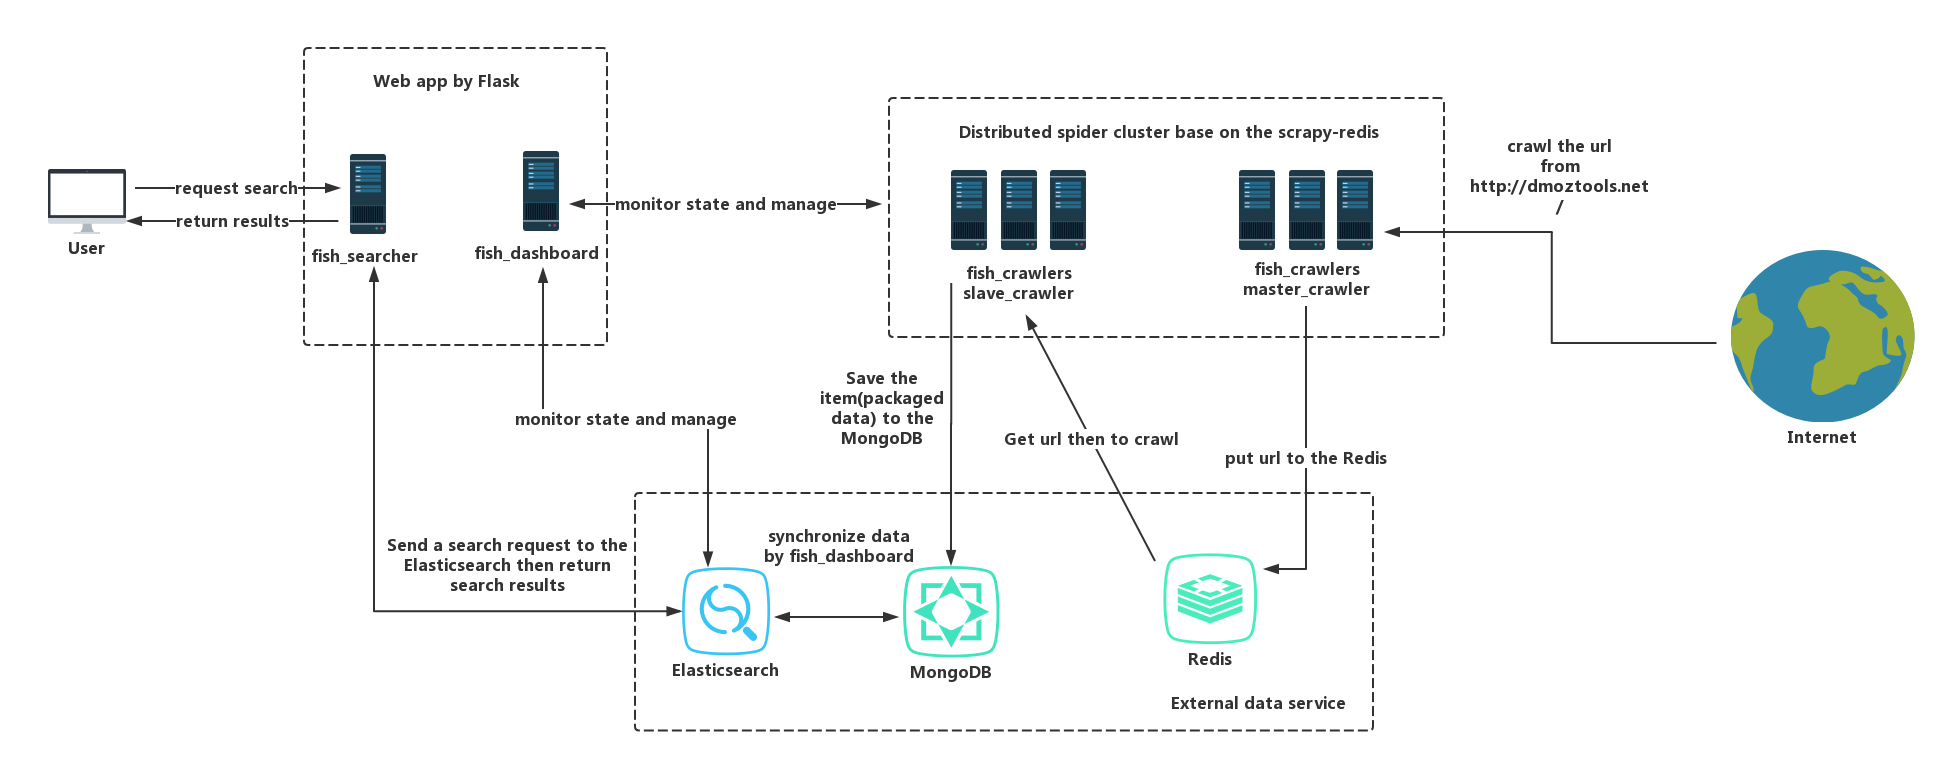 Web app by Flask
request search
return results
User
fish_searcher
fish_dashboard
monitor state and manage
Distributed spider cluster base on the scrapy-redis
fish_crawlers
slave_crawler
fish_crawlers
master_crawler
crawl the url
from
http://dmoztools.net
/
Internet
monitor state and manage
Save the
item(packaged
data) to the
MongoDB
Get url then to crawl
put url to the Redis
Send a search request to the
Elasticsearch then return
search results
synchronize data
by fish_dashboard
Elasticsearch
MongoDB
Redis
External data service